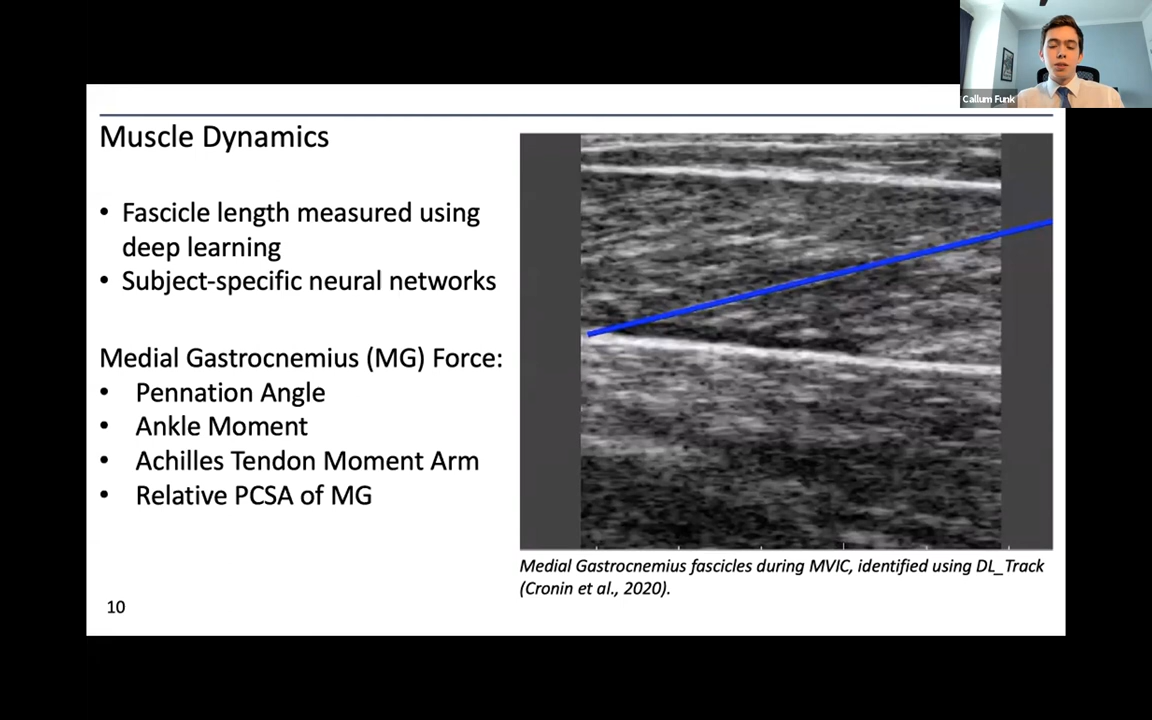 Callum Funk
Muscle Dynamics
• Fascicle length measured using
deep learning
• Subject-specific neural networks
Medial Gastrocnemius (MG) Force:
• Pennation Angle
• Ankle Moment
• Achilles Tendon Moment Arm
• Relative PCSA of MG
Medial Gastrocnemius fascicles during MVIC, identified using DL_Track
(Cronin et al., 2020).
10